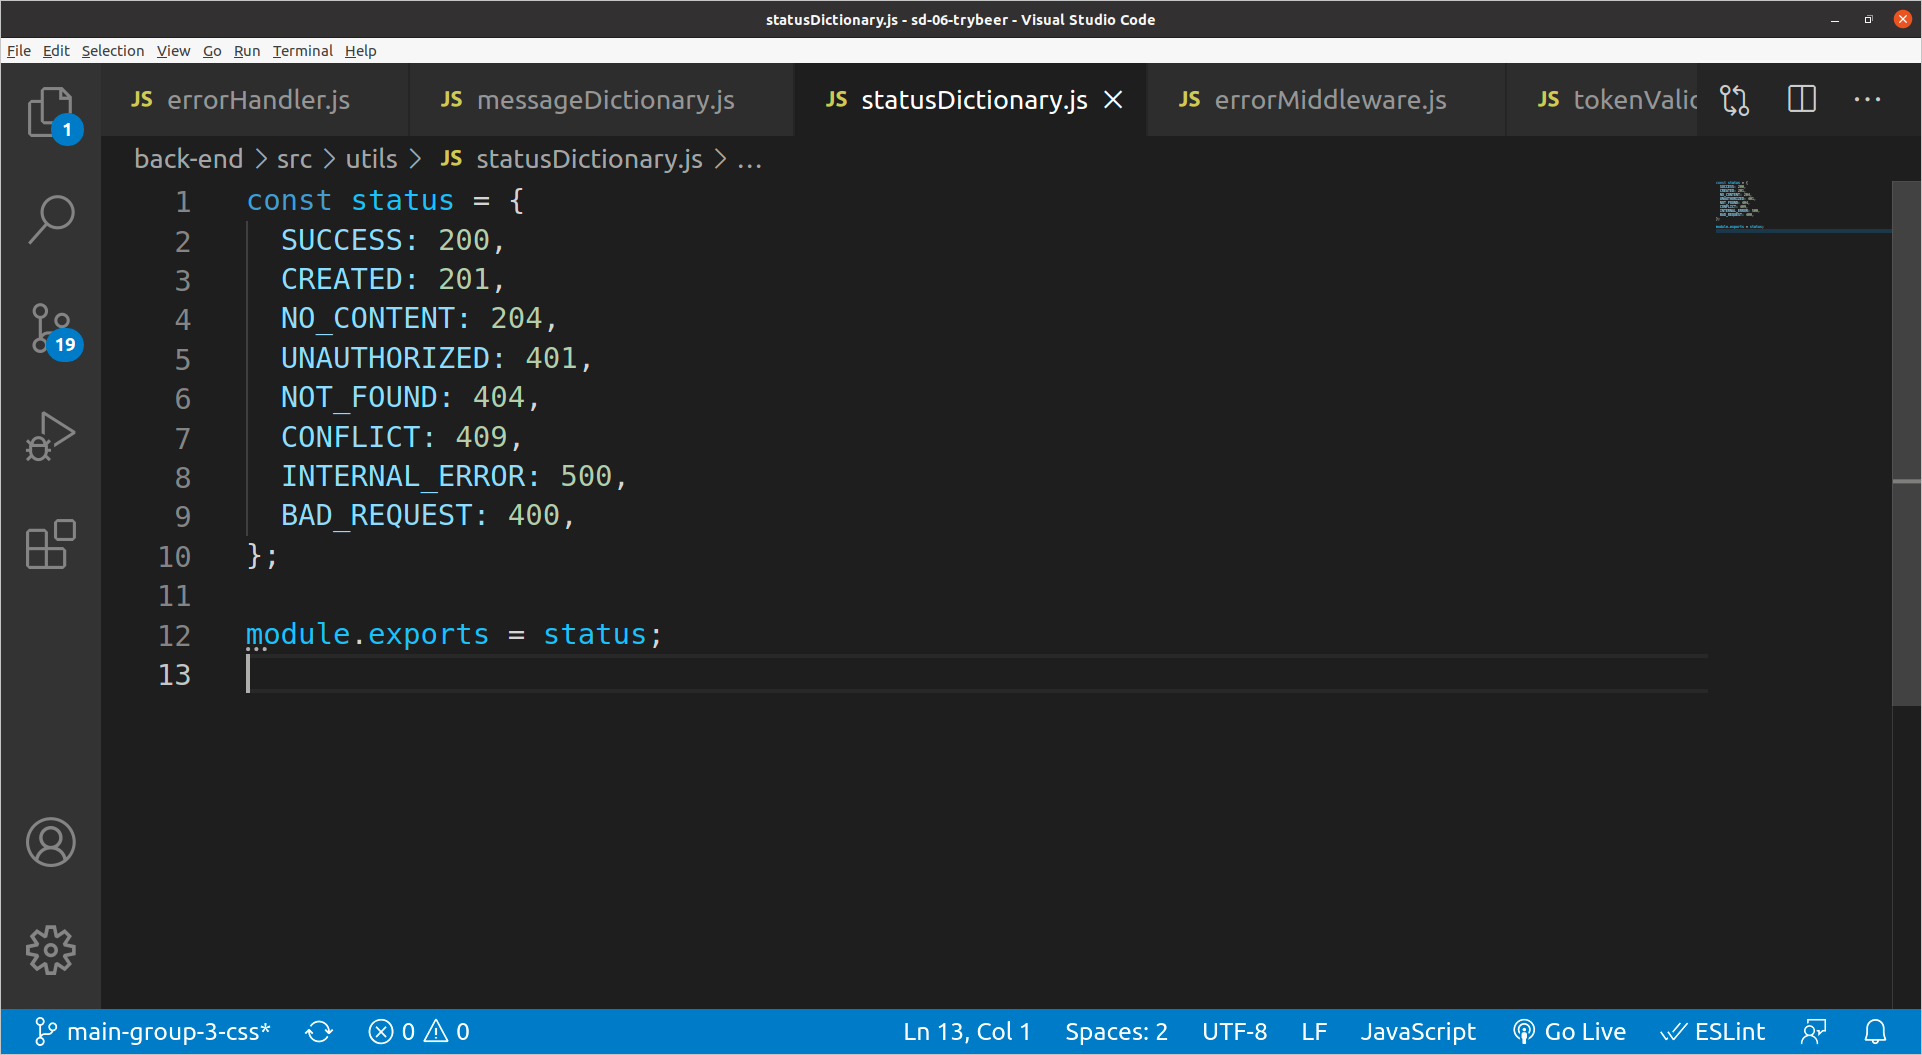 statusDictionary.js - sd-06-trybeer - Visual Studio Code
File Edit Selection View Go Run Terminal Help
JS errorHandler.js JS messageDictionary.js JS statusDictionary.js JS errorMiddleware.js JS tokenValid
1
back-end > src > utils > JS statusDictionary.js > ...
1 const status = {
2 SUCCESS: 200,
3 CREATED: 201,
4 NO_CONTENT: 204,
5 UNAUTHORIZED: 401,
6 NOT_FOUND: 404,
7 CONFLICT: 409,
8 INTERNAL_ERROR: 500,
9 BAD_REQUEST: 400,
10 };
11
12 module.exports = status;
13
19
main-group-3-css* 0 0 Ln 13, Col 1 Spaces: 2 UTF-8 LF JavaScript Go Live ESLint